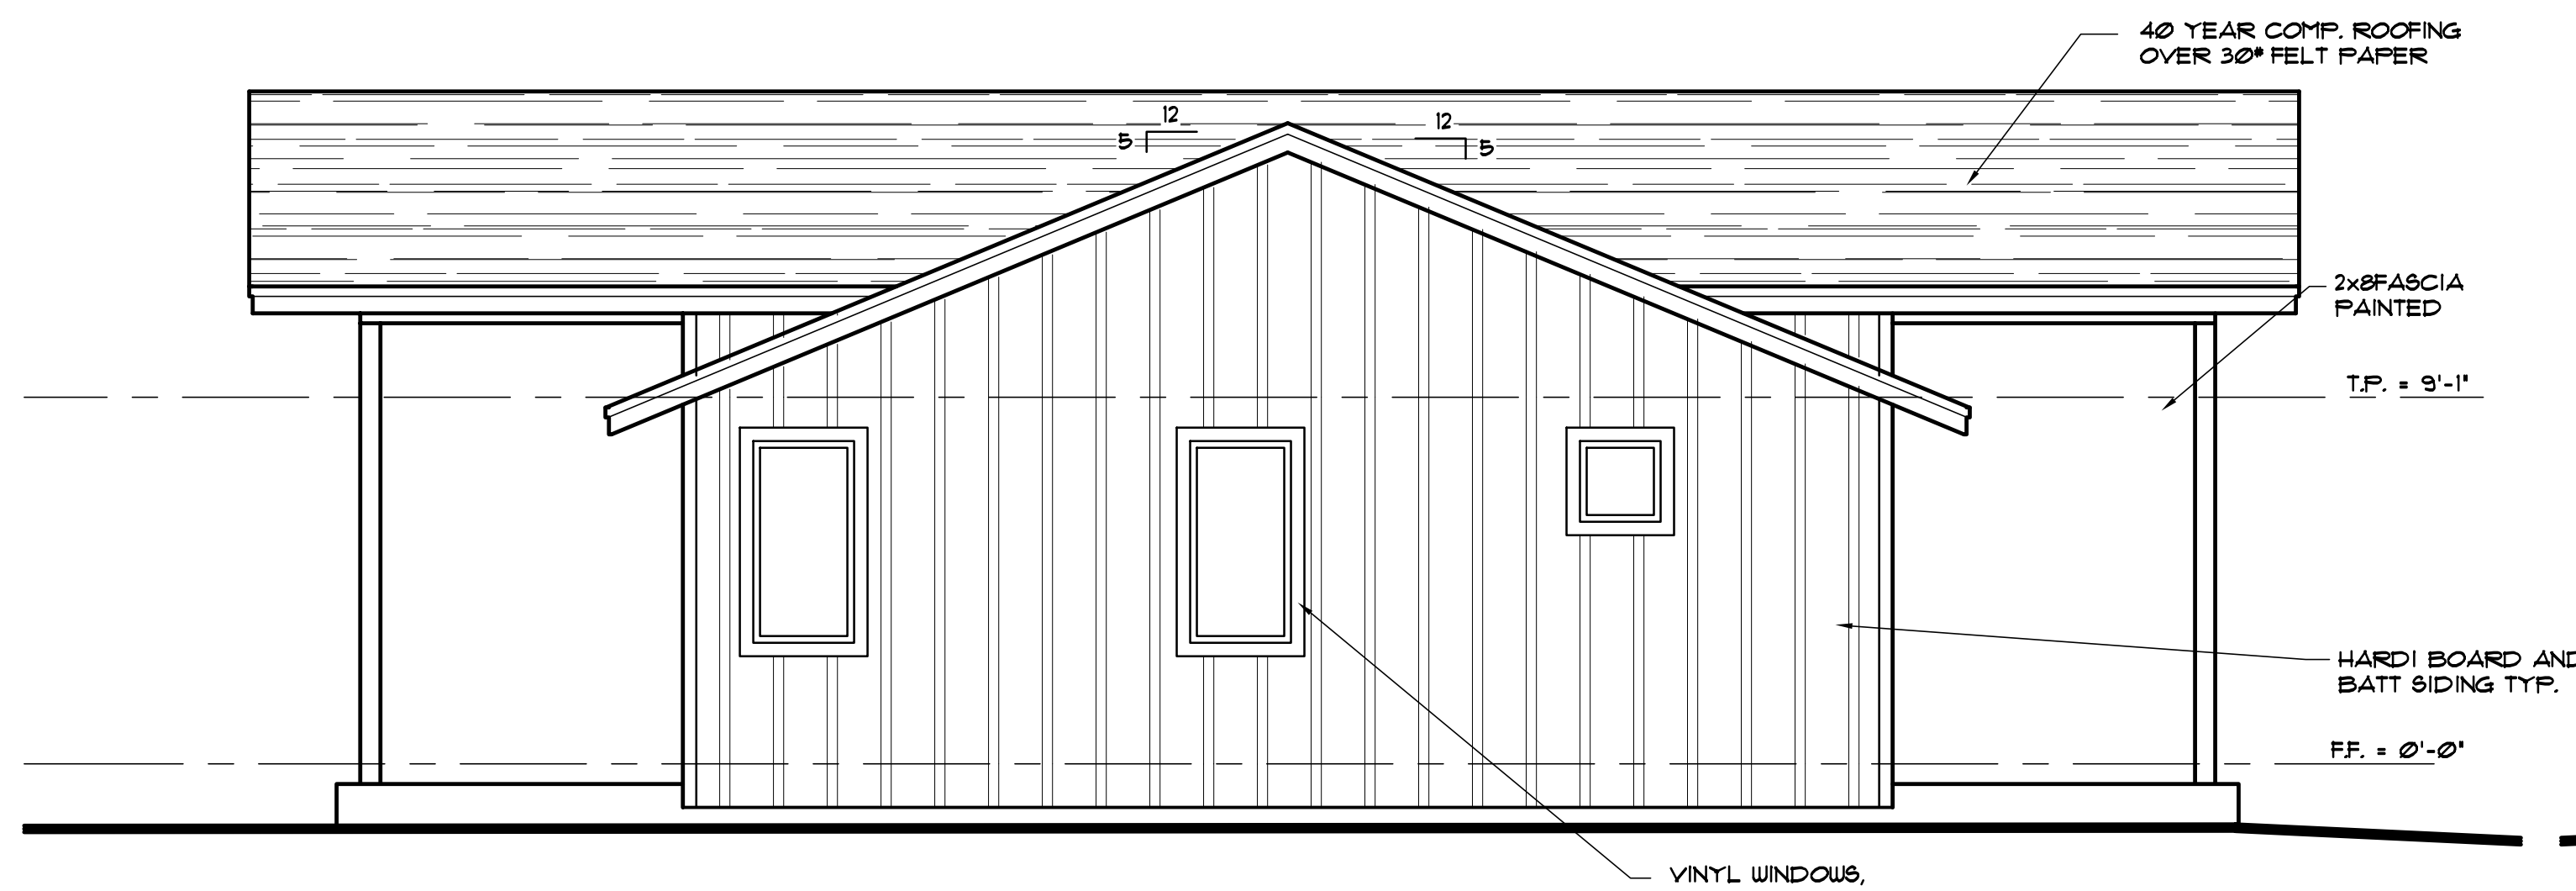 40 YEAR COMP. ROOFING
OVER 30# FELT PAPER
12
5
12
5
2x8FASCIA
PAINTED
T.P. = 9'-1"
HARDI BOARD AND
BATT SIDING TYP.
F.F. = 0'-0"
VINYL WINDOWS,